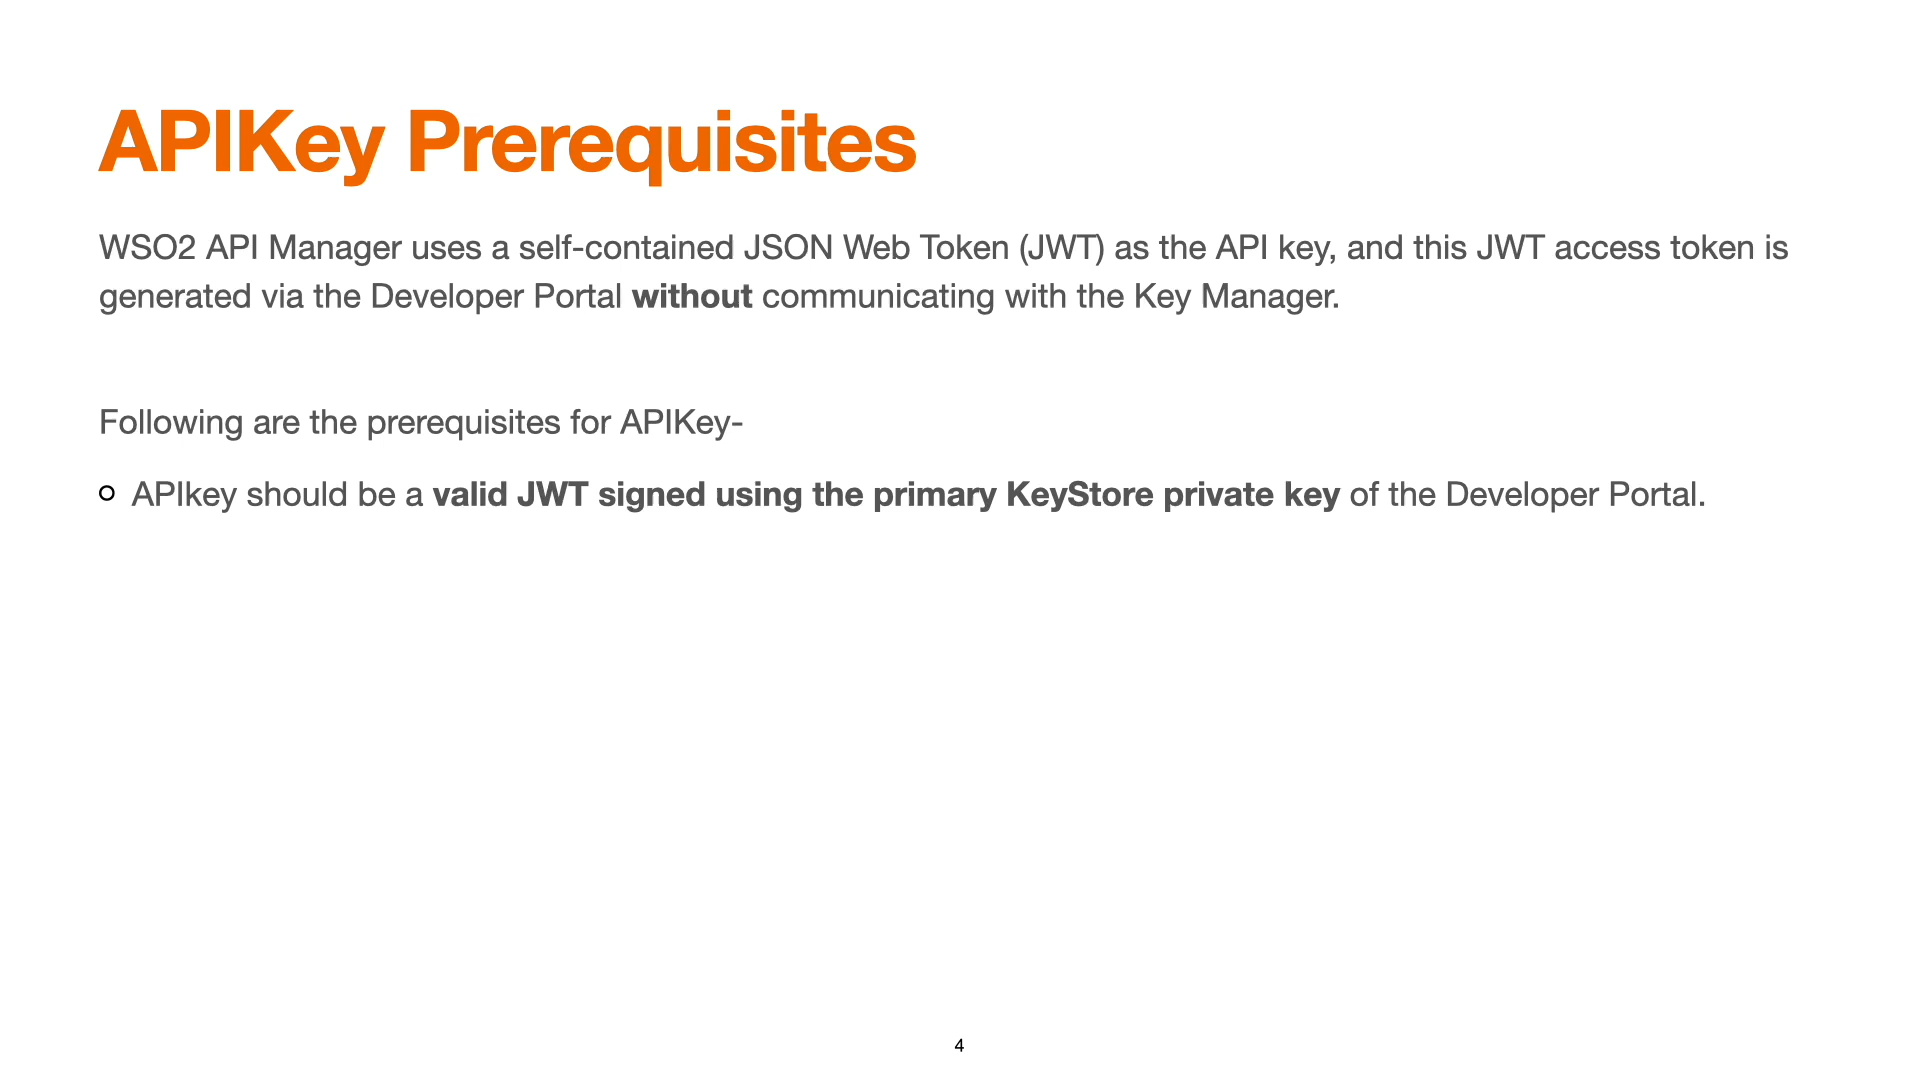 APIKey Prerequisites
WSO2 API Manager uses a self-contained JSON Web Token (JWT) as the API key, and this JWT access token is
generated via the Developer Portal without communicating with the Key Manager.
Following are the prerequisites for APIKey-
APIkey should be a valid JWT signed using the primary KeyStore private key of the Developer Portal.
4